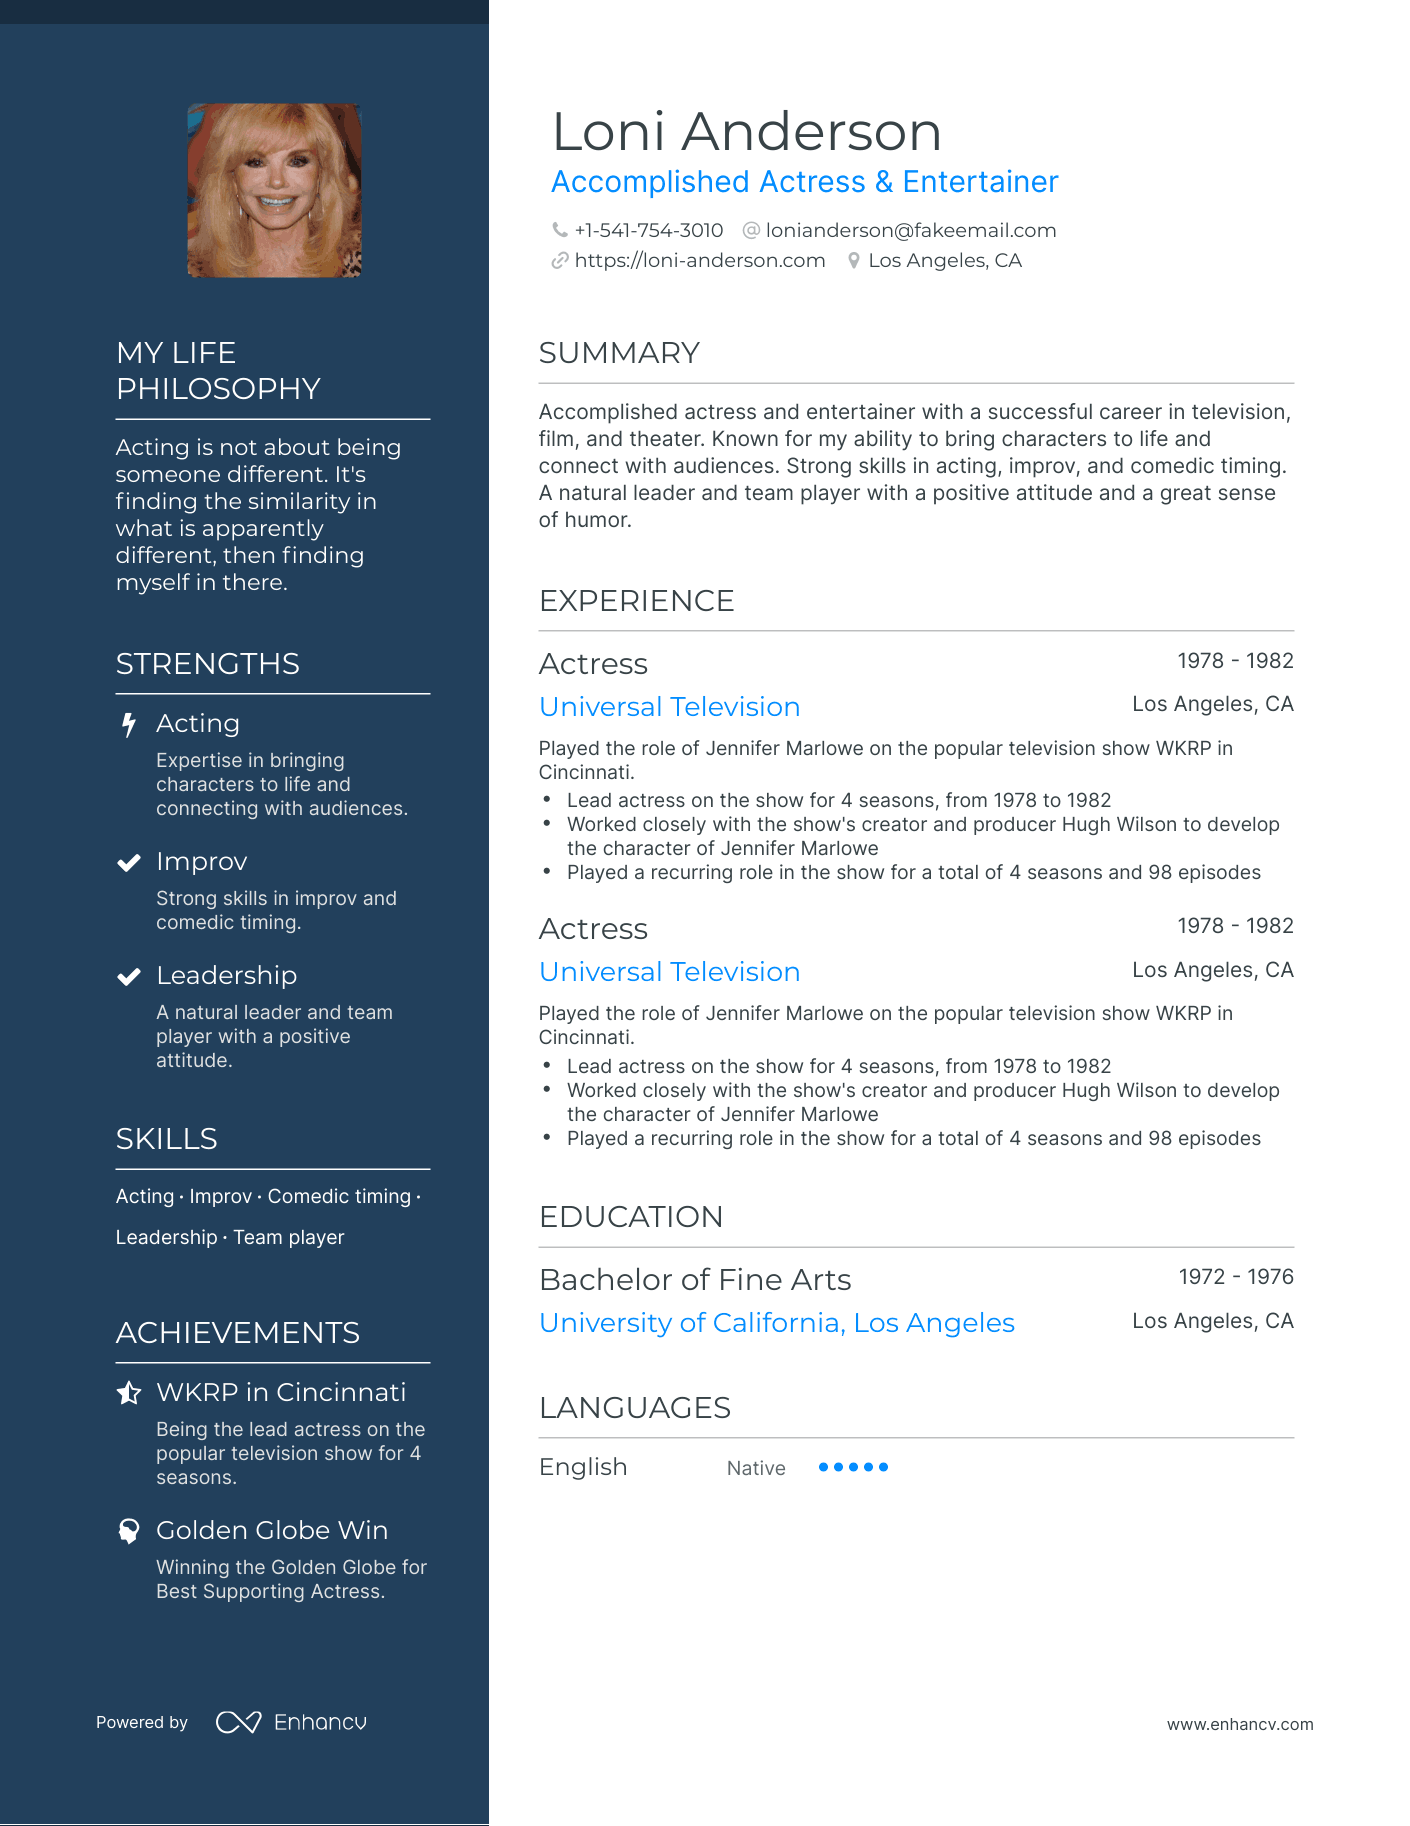 Loni Anderson
Accomplished Actress & Entertainer
+1-541-754-3010 @ lonianderson@fakeemail.com
https://loni-anderson.com Los Angeles, CA
MY LIFE
PHILOSOPHY
Acting is not about being
someone different. It's
finding the similarity in
what is apparently
different, then finding
myself in there.
STRENGTHS
Acting
Expertise in bringing
characters to life and
connecting with audiences.
Improv
Strong skills in improv and
comedic timing.
Leadership
A natural leader and team
player with a positive
attitude.
SKILLS
Acting · Improv · Comedic timing ·
Leadership · Team player
ACHIEVEMENTS
WKRP in Cincinnati
Being the lead actress on the
popular television show for 4
seasons.
Golden Globe Win
Winning the Golden Globe for
Best Supporting Actress.
SUMMARY
Accomplished actress and entertainer with a successful career in television,
film, and theater. Known for my ability to bring characters to life and
connect with audiences. Strong skills in acting, improv, and comedic timing.
A natural leader and team player with a positive attitude and a great sense
of humor.
EXPERIENCE
Actress 1978 - 1982
Universal Television Los Angeles, CA
Played the role of Jennifer Marlowe on the popular television show WKRP in
Cincinnati.
• Lead actress on the show for 4 seasons, from 1978 to 1982
• Worked closely with the show's creator and producer Hugh Wilson to develop
the character of Jennifer Marlowe
• Played a recurring role in the show for a total of 4 seasons and 98 episodes
Actress 1978 - 1982
Universal Television Los Angeles, CA
Played the role of Jennifer Marlowe on the popular television show WKRP in
Cincinnati.
• Lead actress on the show for 4 seasons, from 1978 to 1982
• Worked closely with the show's creator and producer Hugh Wilson to develop
the character of Jennifer Marlowe
• Played a recurring role in the show for a total of 4 seasons and 98 episodes
EDUCATION
Bachelor of Fine Arts 1972 - 1976
University of California, Los Angeles Los Angeles, CA
LANGUAGES
English Native
Powered by Enhancv
www.enhancv.com